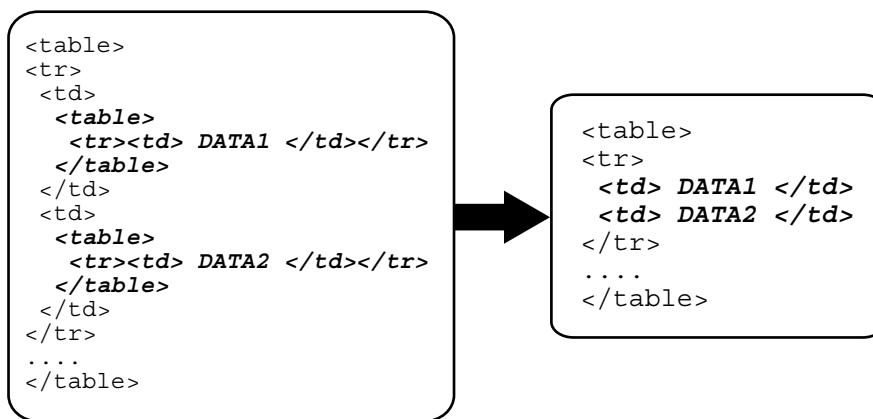 <table>
<tr>
<td>
<table>
<tr><td> DATA1 </td></tr>
</table>
</td>
<td>
<table>
<tr><td> DATA2 </td></tr>
</table>
</td>
</tr>
....
</table>
<table>
<tr>
<td> DATA1 </td>
<td> DATA2 </td>
</tr>
....
</table>